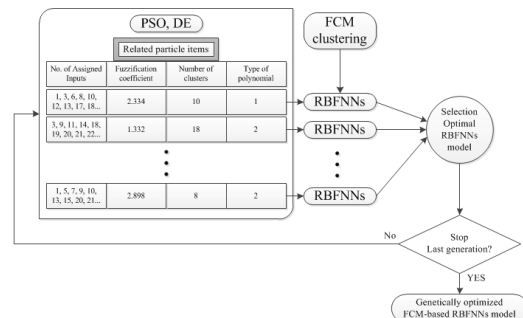 PSO, DE
Related particle items
No. of Assigned
Inputs
Fuzzification
coefficient
Number of
clusters
Type of
polynomial
1, 3, 6, 8, 10,
12, 13, 17, 18...
2.334
10
1
3, 9, 11, 14, 18,
19, 20, 21, 22...
1.332
18
2
1, 5, 7, 9, 10,
13, 15, 20, 21...
2.898
8
2
FCM
clustering
RBFNNs
RBFNNs
RBFNNs
Selection
Optimal
RBFNNs
model
No
Stop
Last generation?
YES
Genetically optimized
FCM-based RBFNNs model